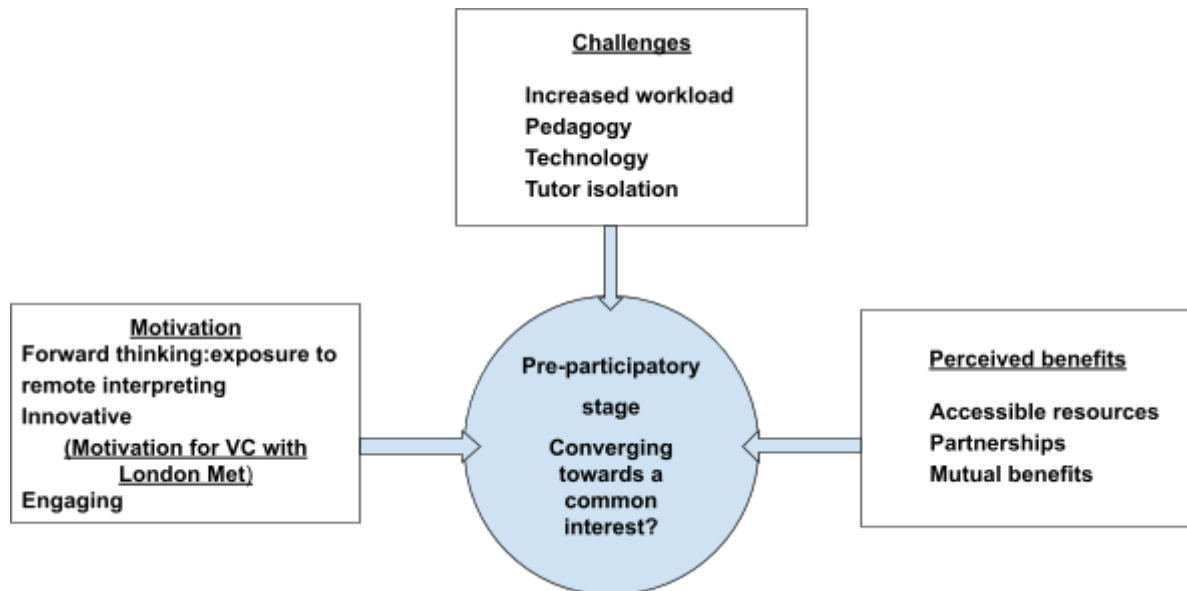 Challenges
Increased workload
Pedagogy
Technology
Tutor isolation
Motivation
Forward thinking:exposure to
remote interpreting
Innovative
(Motivation for VC with
London Met)
Engaging
Pre-participatory
stage
Converging
towards a
common
interest?
Perceived benefits
Accessible resources
Partnerships
Mutual benefits